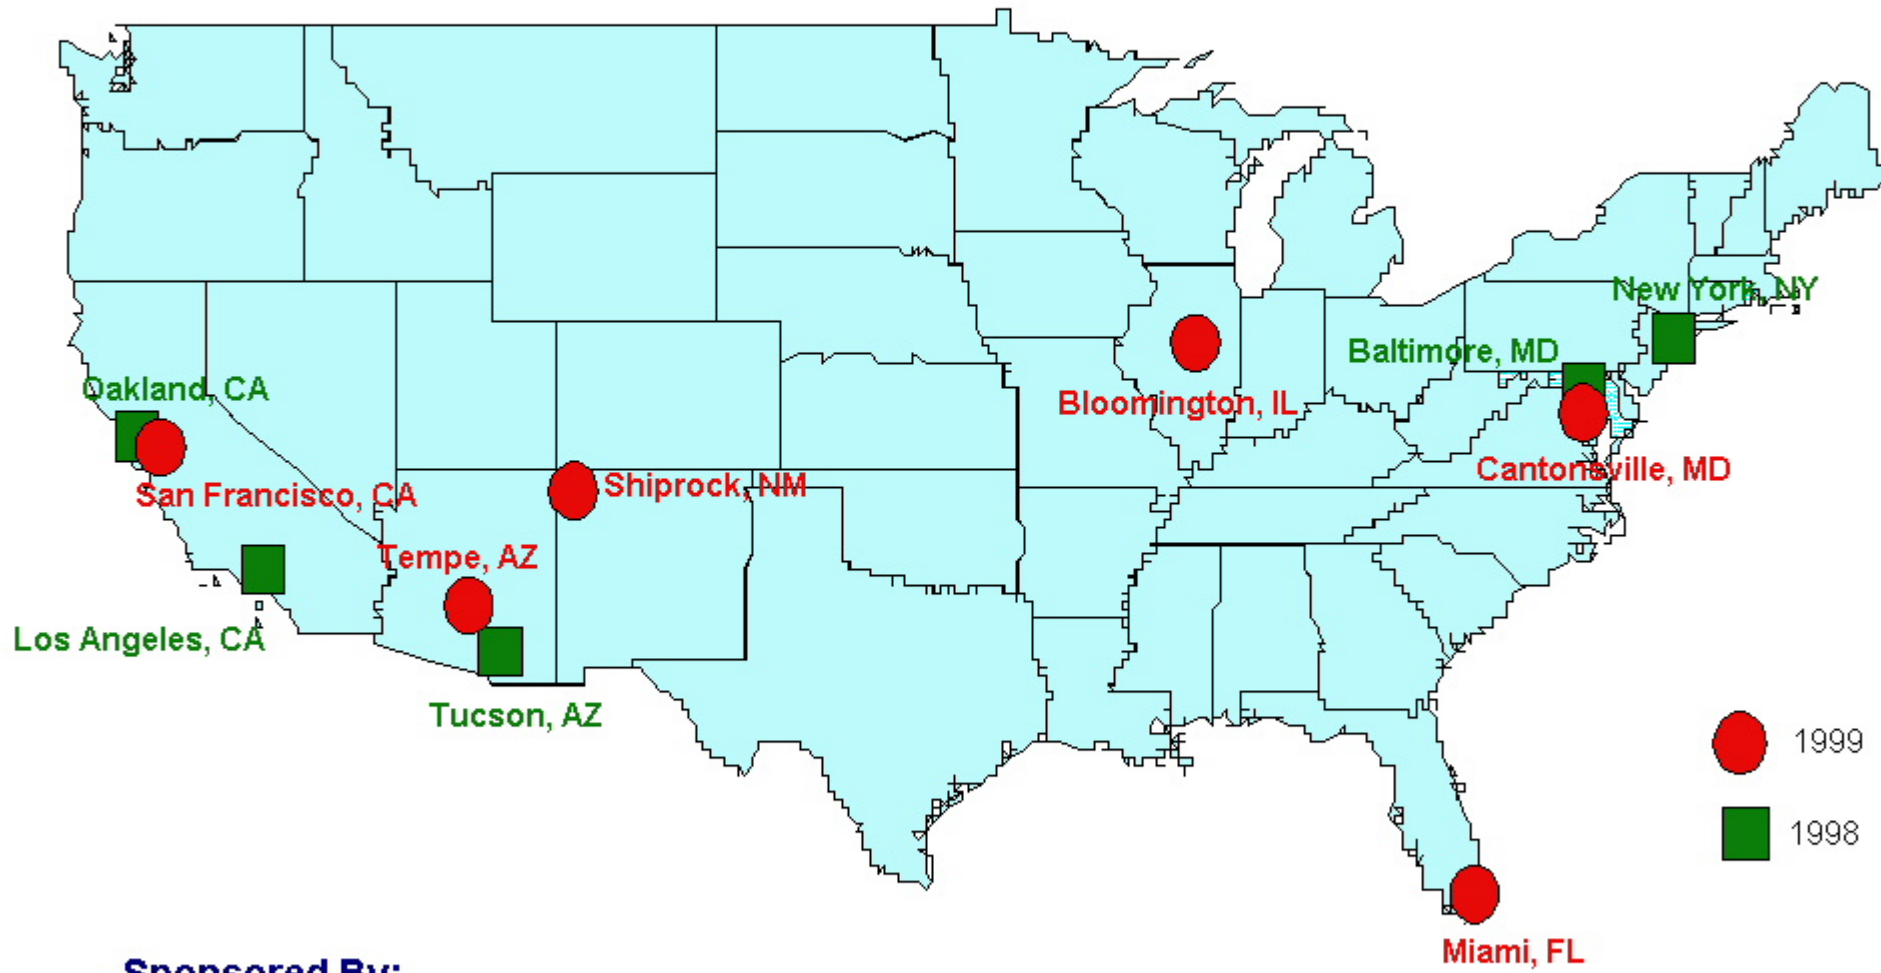 New York, NY
Baltimore, MD
Oakland, CA
Bloomington, IL
Cantonsville, MD
Shiprock, NM
San Francisco, CA
Tempe, AZ
Los Angeles, CA
Tucson, AZ
1999
1998
Miami, FL
Sponsored By: